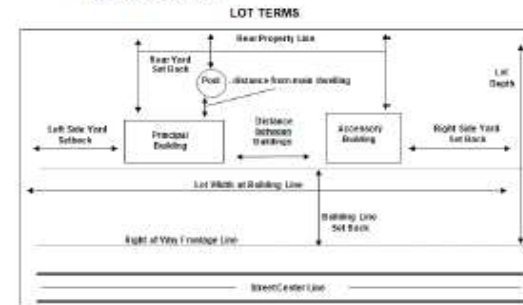 LOT TERMS
Rear Property Line
Rear Yard
Set Back
Pool
distance from main dwelling
Lot
Depth
Left Side Yard
Setback
Principal
Building
Distance
between
Buildings
Accessory
Building
Right Side Yard
Set Back
Lot Width at Building Line
Building Line
Set Back
Right of Way Frontage Line
Street Center Line